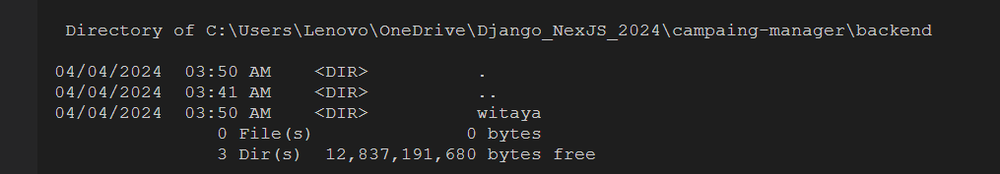 Directory of C:\Users\Lenovo\OneDrive\Django_NexJS_2024\campaing-manager\backend
04/04/2024  03:50 AM    <DIR>          .
04/04/2024  03:41 AM    <DIR>          ..
04/04/2024  03:50 AM    <DIR>          witaya
0 File(s)              0 bytes
3 Dir(s)  12,837,191,680 bytes free